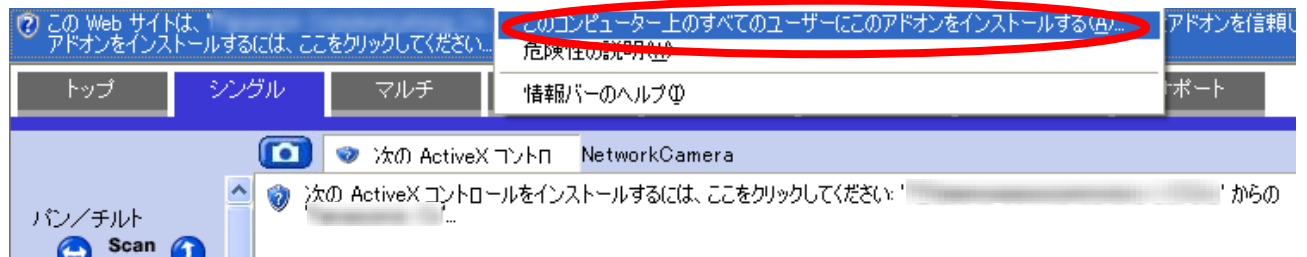 この Web サイトは、'
アドオンをインストールするには、ここをクリックしてください...
このコンピューター上のすべてのユーザーにこのアドオンをインストールする(A)...
アドオンを信頼し
危険性の説明(W)
情報バーのヘルプ(I)
トップ
シングル
マルチ
ポート
次の ActiveX コントロ
NetworkCamera
次の ActiveX コントロールをインストールするには、ここをクリックしてください: ' ' からの
'...
パン/チルト
Scan